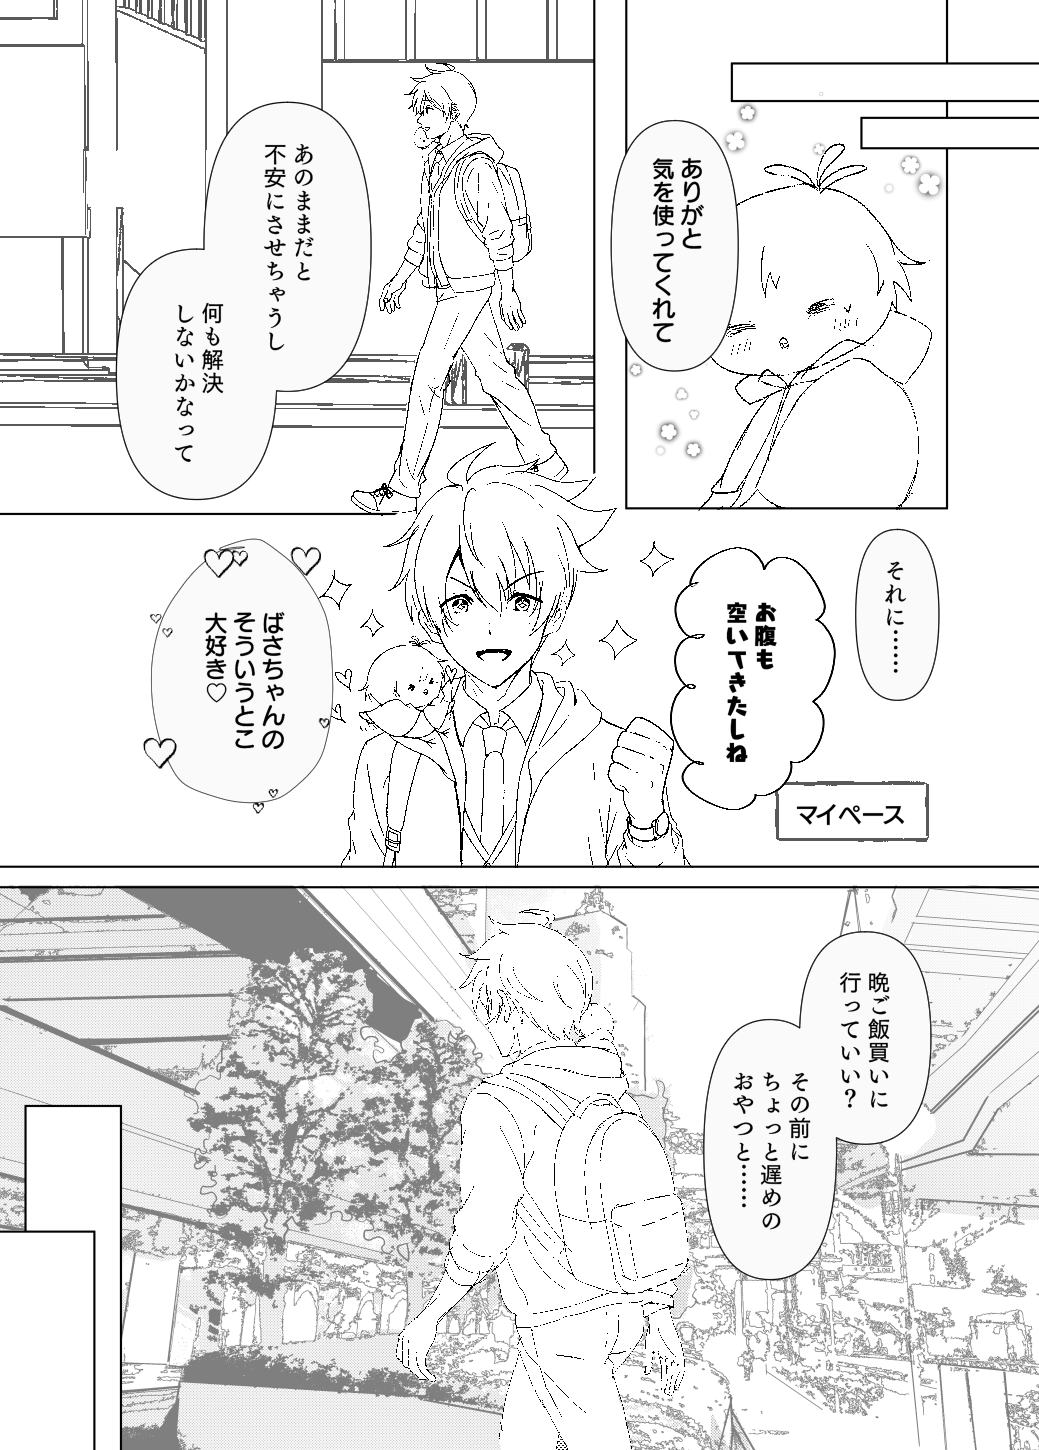 ありがと
気を使ってくれて
あのままだと
不安にさせちゃうし
何も解決
しないかなって
それに……
お腹も
空いてきたしね
マイペース
ばさちゃんの
そういうとこ
大好き♡
晩ご飯買いに
行っていい？
その前に
ちょっと遅めの
おやつと……